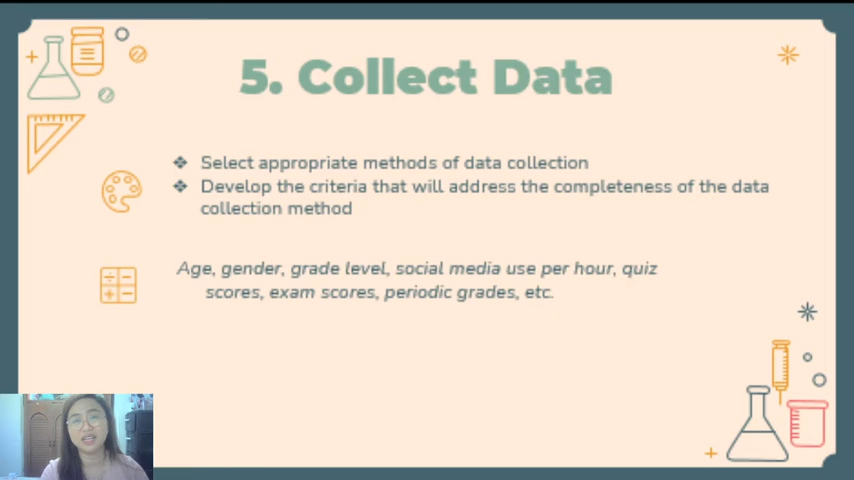 5. Collect Data
❖ Select appropriate methods of data collection
❖ Develop the criteria that will address the completeness of the data
collection method
Age, gender, grade level, social media use per hour, quiz
scores, exam scores, periodic grades, etc.